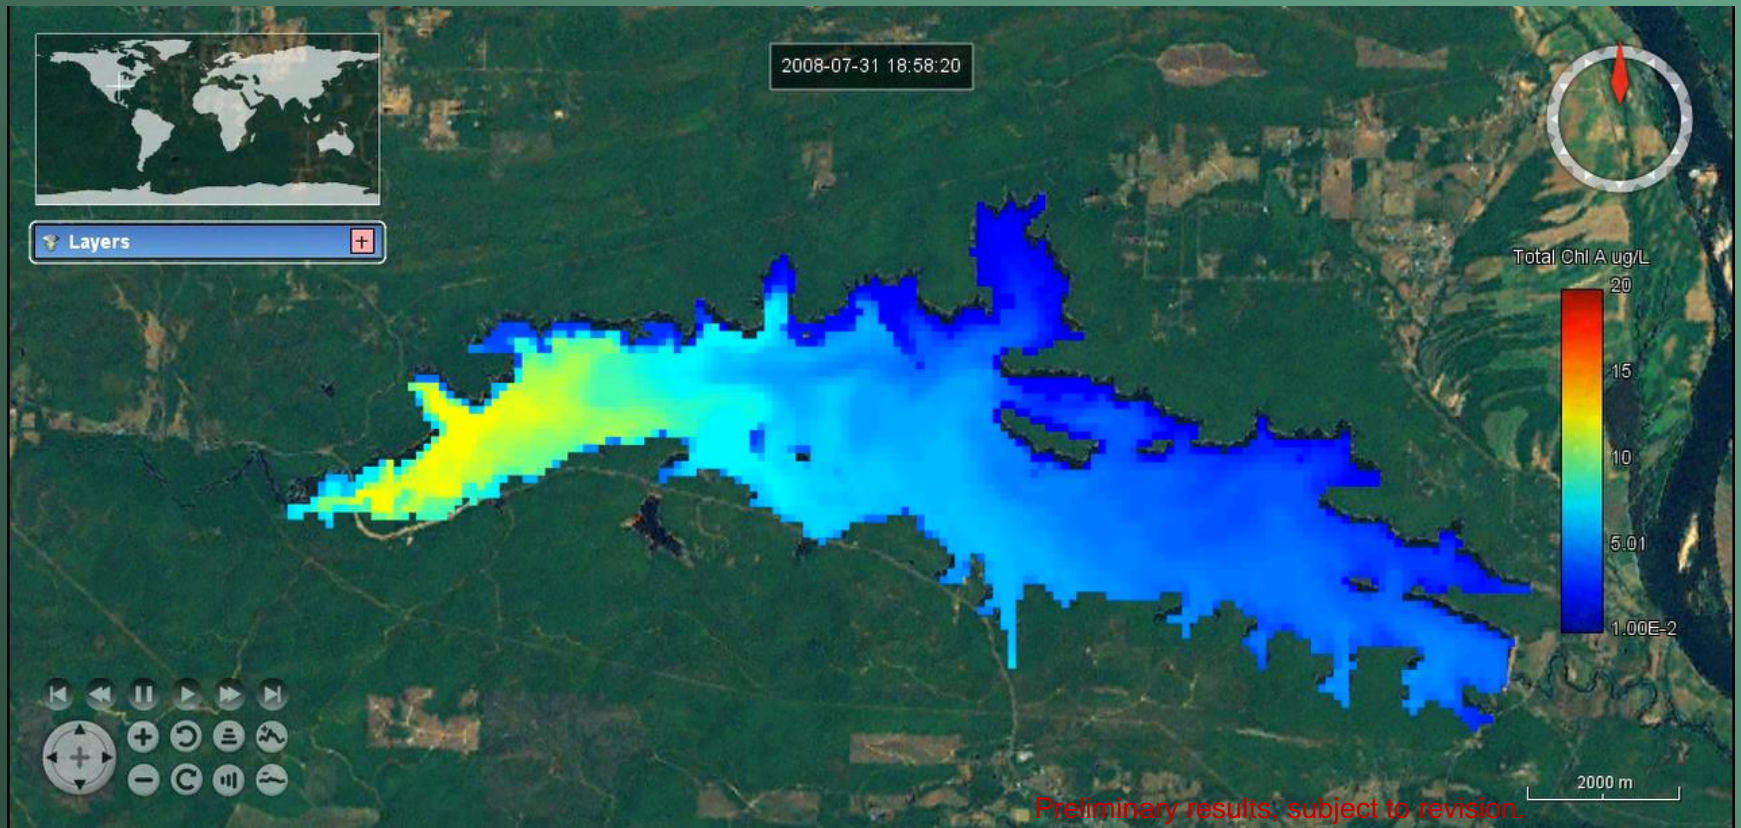 2008-07-31 18:58:20
Layers
Total Chl A ug/L
20
15
10
5.01
1.00E-2
2000 m
Preliminary results, subject to revision.